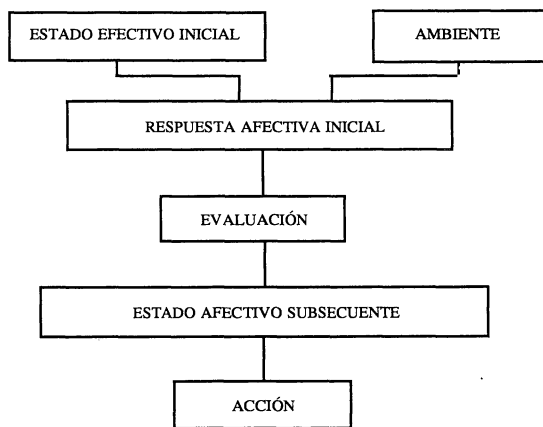 ESTADO EFECTIVO INICIAL
AMBIENTE
RESPUESTA AFECTIVA INICIAL
EVALUACIÓN
ESTADO AFECTIVO SUBSECUENTE
ACCIÓN